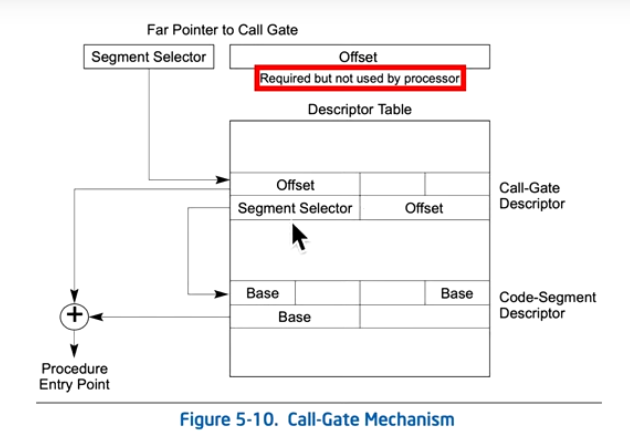 Far Pointer to Call Gate
Segment Selector
Offset
Required but not used by processor
Descriptor Table
Offset
Segment Selector
Offset
Call-Gate
Descriptor
Base
Base
Base
Code-Segment
Descriptor
+
Procedure
Entry Point
Figure 5-10. Call-Gate Mechanism